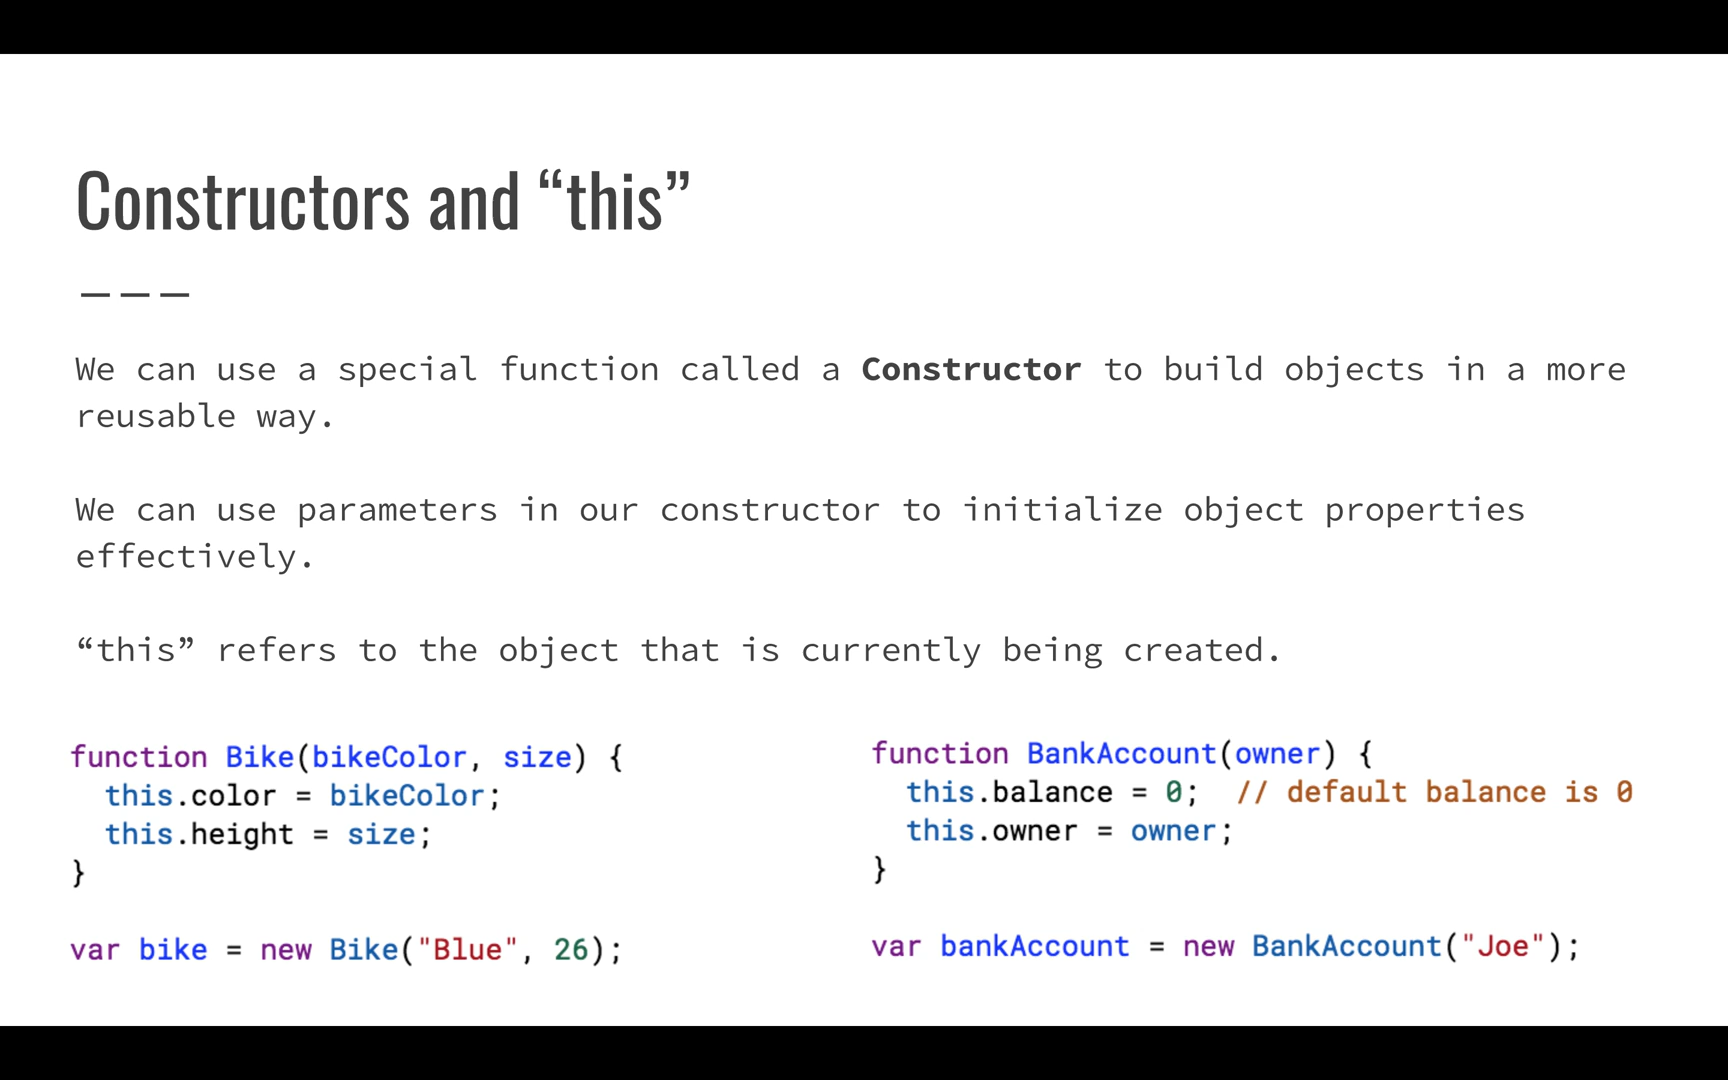 Constructors and “this”
We can use a special function called a Constructor to build objects in a more
reusable way.
We can use parameters in our constructor to initialize object properties
effectively.
“this” refers to the object that is currently being created.
function Bike(bikeColor, size) {
  this.color = bikeColor;
  this.height = size;
}
var bike = new Bike("Blue", 26);
function BankAccount(owner) {
  this.balance = 0;  // default balance is 0
  this.owner = owner;
}
var bankAccount = new BankAccount("Joe");